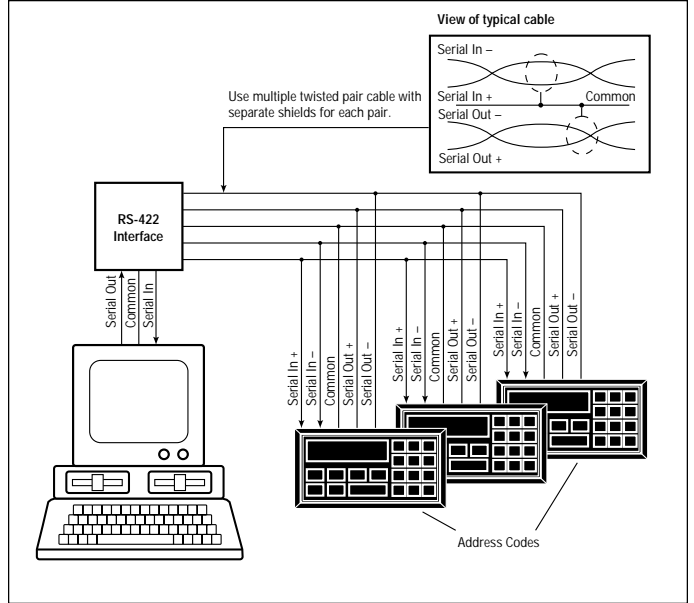 View of typical cable
Serial In –
Serial In +
Common
Serial Out –
Serial Out +
Use multiple twisted pair cable with
separate shields for each pair.
RS-422
Interface
Serial Out
Common
Serial In
Serial In +
Serial In –
Common
Serial Out +
Serial Out –
Serial In +
Serial In –
Common
Serial Out +
Serial Out –
Serial In +
Serial In –
Common
Serial Out +
Serial Out –
Address Codes